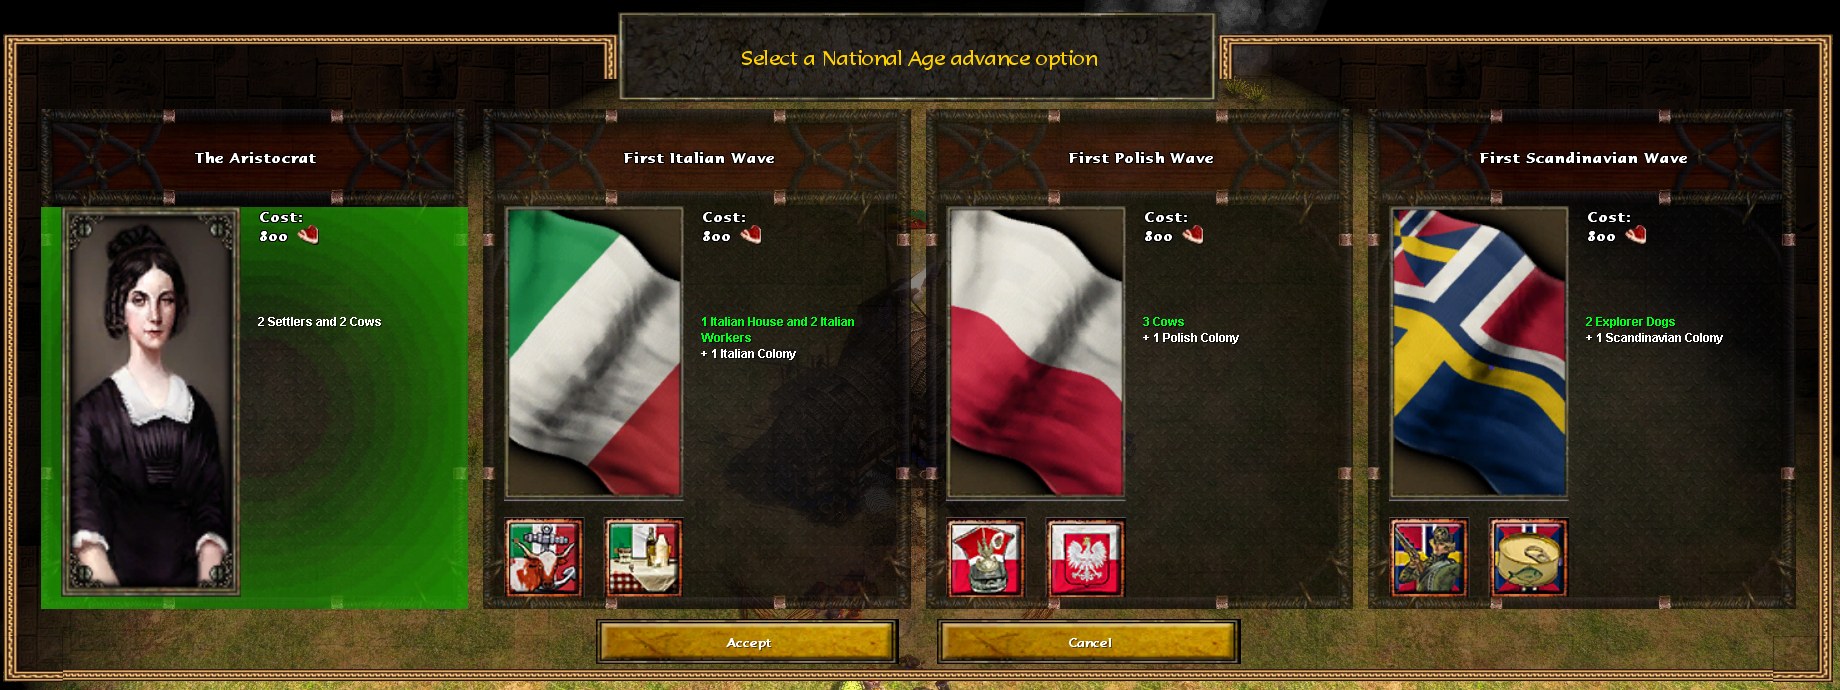 Select a National Age advance option
The Aristocrat
Cost:
800
2 Settlers and 2 Cows
First Italian Wave
Cost:
800
1 Italian House and 2 Italian
Workers
+ 1 Italian Colony
First Polish Wave
Cost:
800
3 Cows
+ 1 Polish Colony
First Scandinavian Wave
Cost:
800
2 Explorer Dogs
+ 1 Scandinavian Colony
Accept
Cancel